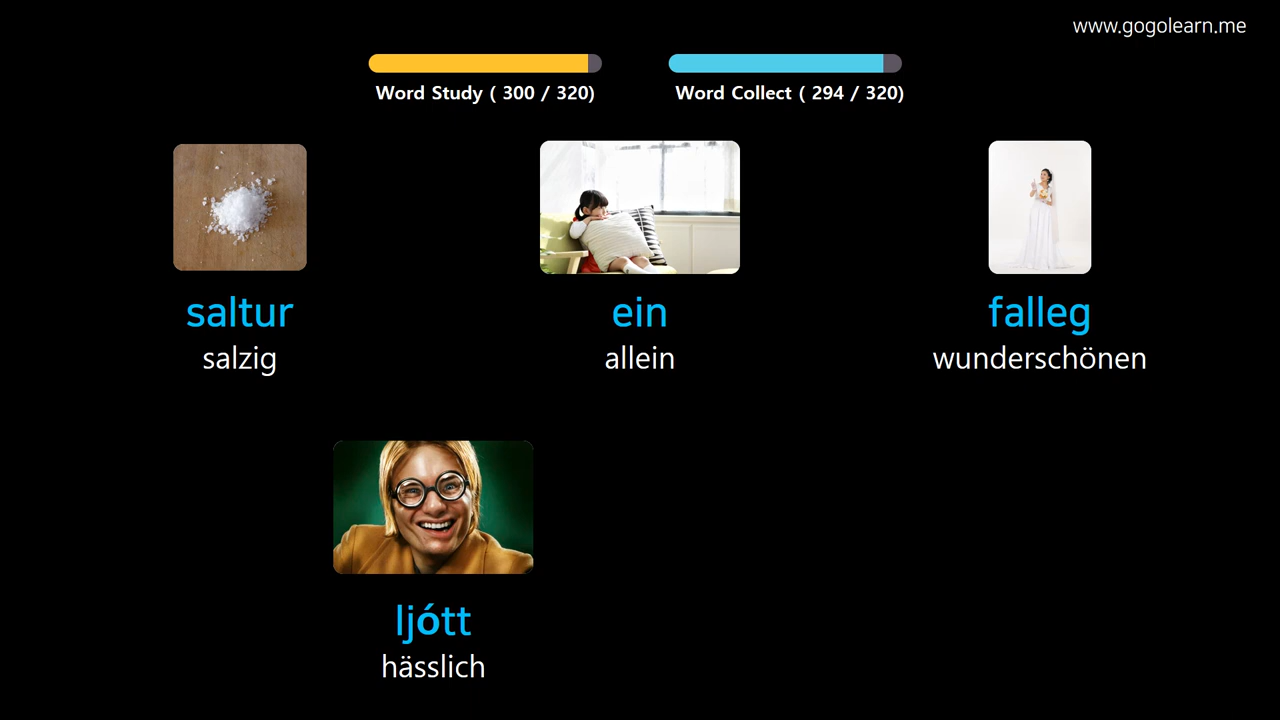 www.gogolearn.me
Word Study ( 300 / 320)
Word Collect ( 294 / 320)
saltur
salzig
ein
allein
falleg
wunderschönen
ljótt
hässlich